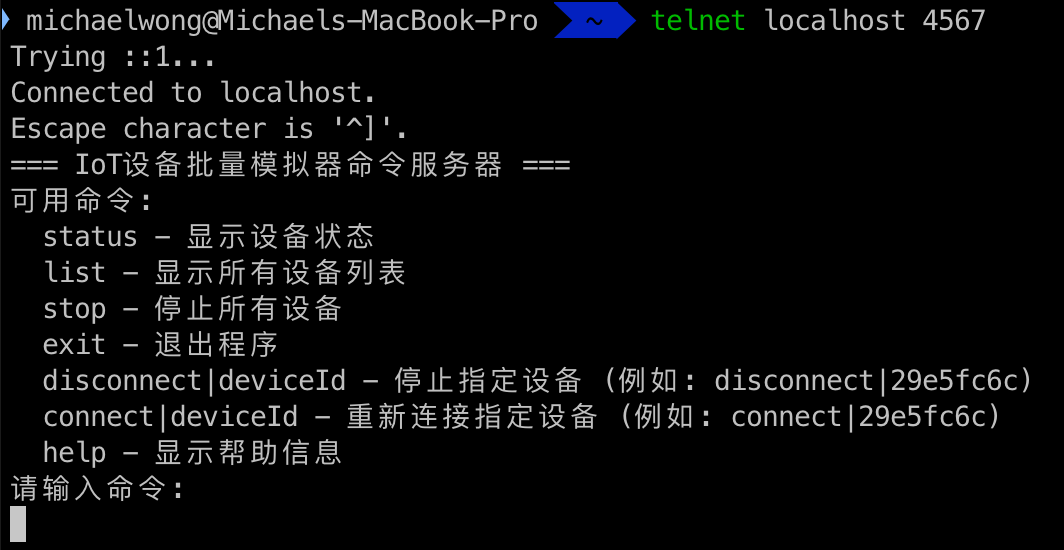 michaelwong@Michaels-MacBook-Pro ~ telnet localhost 4567
Trying ::1...
Connected to localhost.
Escape character is '^]'.
=== IoT设备批量模拟器命令服务器 ===
可用命令:
status - 显示设备状态
list - 显示所有设备列表
stop - 停止所有设备
exit - 退出程序
disconnect|deviceId - 停止指定设备 (例如: disconnect|29e5fc6c)
connect|deviceId - 重新连接指定设备 (例如: connect|29e5fc6c)
help - 显示帮助信息
请输入命令: